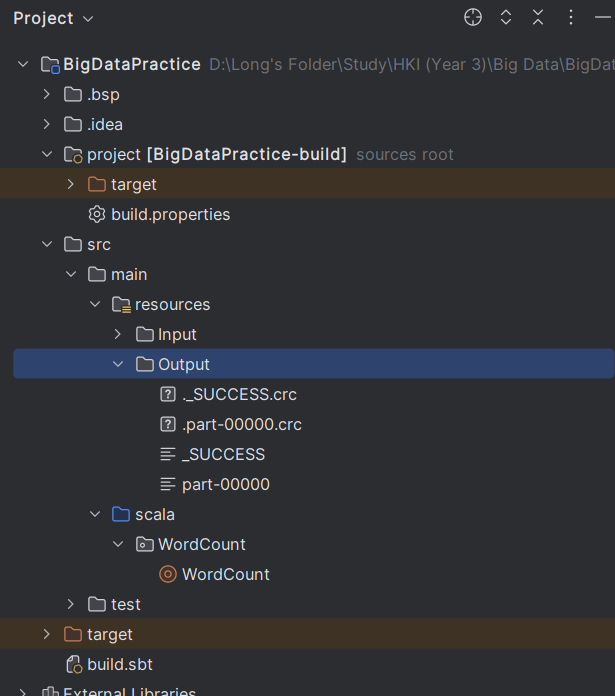 Project
BigDataPractice D:\Long's Folder\Study\HKI (Year 3)\Big Data\BigDat
.bsp
.idea
project [BigDataPractice-build] sources root
target
build.properties
src
main
resources
Input
Output
._SUCCESS.crc
.part-00000.crc
_SUCCESS
part-00000
scala
WordCount
WordCount
test
target
build.sbt
External Libraries